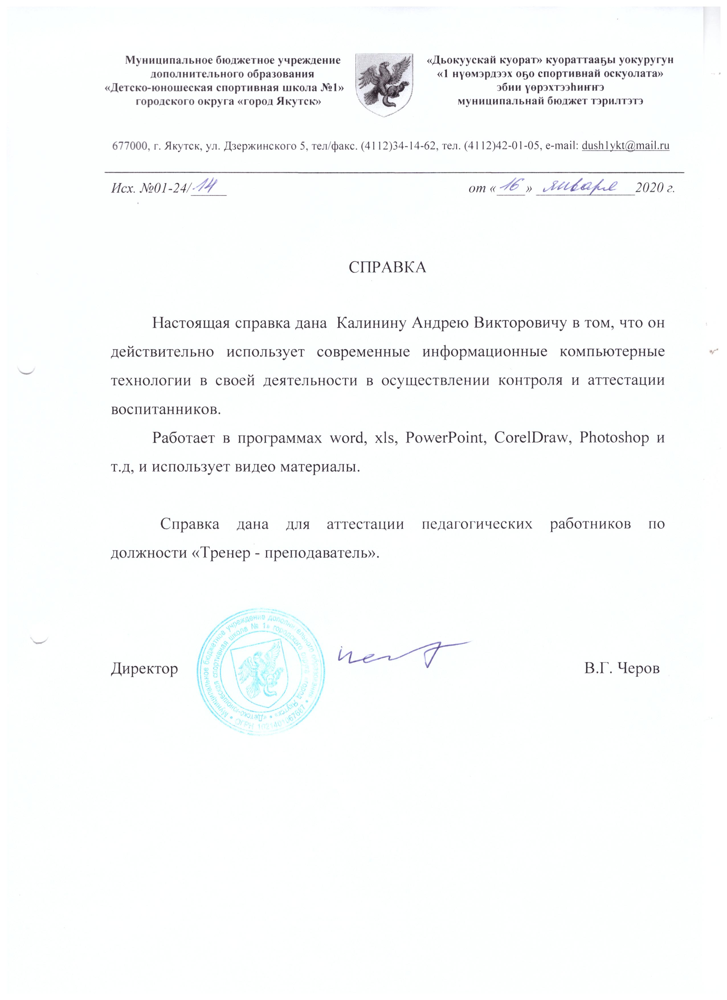 Муниципальное бюджетное учреждение
дополнительного образования
«Детско-юношеская спортивная школа №1»
городского округа «город Якутск»
«Дьокуускай куорат» куораттааҕы уокуругун
«1 нүөмэрдээх оҕо спортивнай оскуолата»
эбии үөрэхтээһиҥҥэ
муниципальнай бюджет тэрилтэтэ
677000, г. Якутск, ул. Дзержинского 5, тел/факс. (4112)34-14-62, тел. (4112)42-01-05, e-mail: dush1ykt@mail.ru
Исх. №01-24/14 от «16» января 2020 г.
СПРАВКА
Настоящая справка дана Калинину Андрею Викторовичу в том, что он
действительно использует современные информационные компьютерные
технологии в своей деятельности в осуществлении контроля и аттестации
воспитанников.
Работает в программах word, xls, PowerPoint, CorelDraw, Photoshop и
т.д, и использует видео материалы.
Справка дана для аттестации педагогических работников по
должности «Тренер - преподаватель».
Муниципальное бюджетное учреждение дополнительного образования • ОГРН 1021401067687 •
«Детско-юношеская спортивная школа № 1» городского округа «город Якутск» •
Директор В.Г. Черов